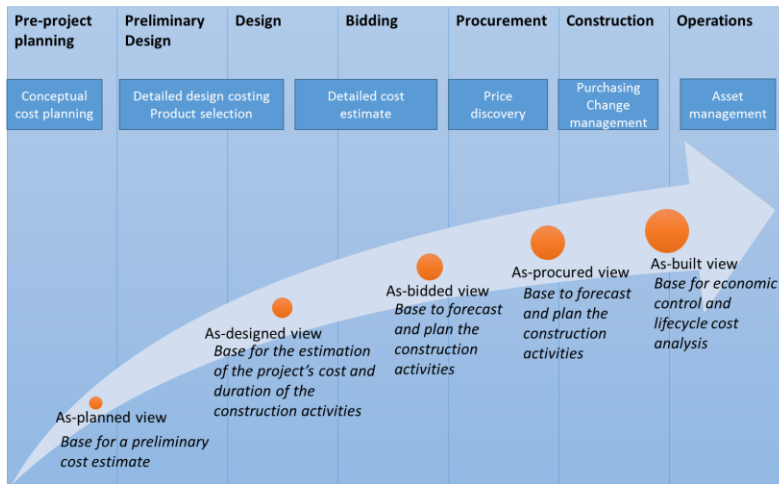 Pre-project
planning
Preliminary
Design
Design
Bidding
Procurement
Construction
Operations
Conceptual
cost planning
Detailed design costing
Product selection
Detailed cost
estimate
Price
discovery
Purchasing
Change
management
Asset
management
As-planned view
Base for a preliminary
cost estimate
As-designed view
Base for the estimation
of the project's cost and
duration of the
construction activities
As-bidded view
Base to forecast
and plan the
construction
activities
As-procured view
Base to forecast
and plan the
construction
activities
As-built view
Base for economic
control and
lifecycle cost
analysis